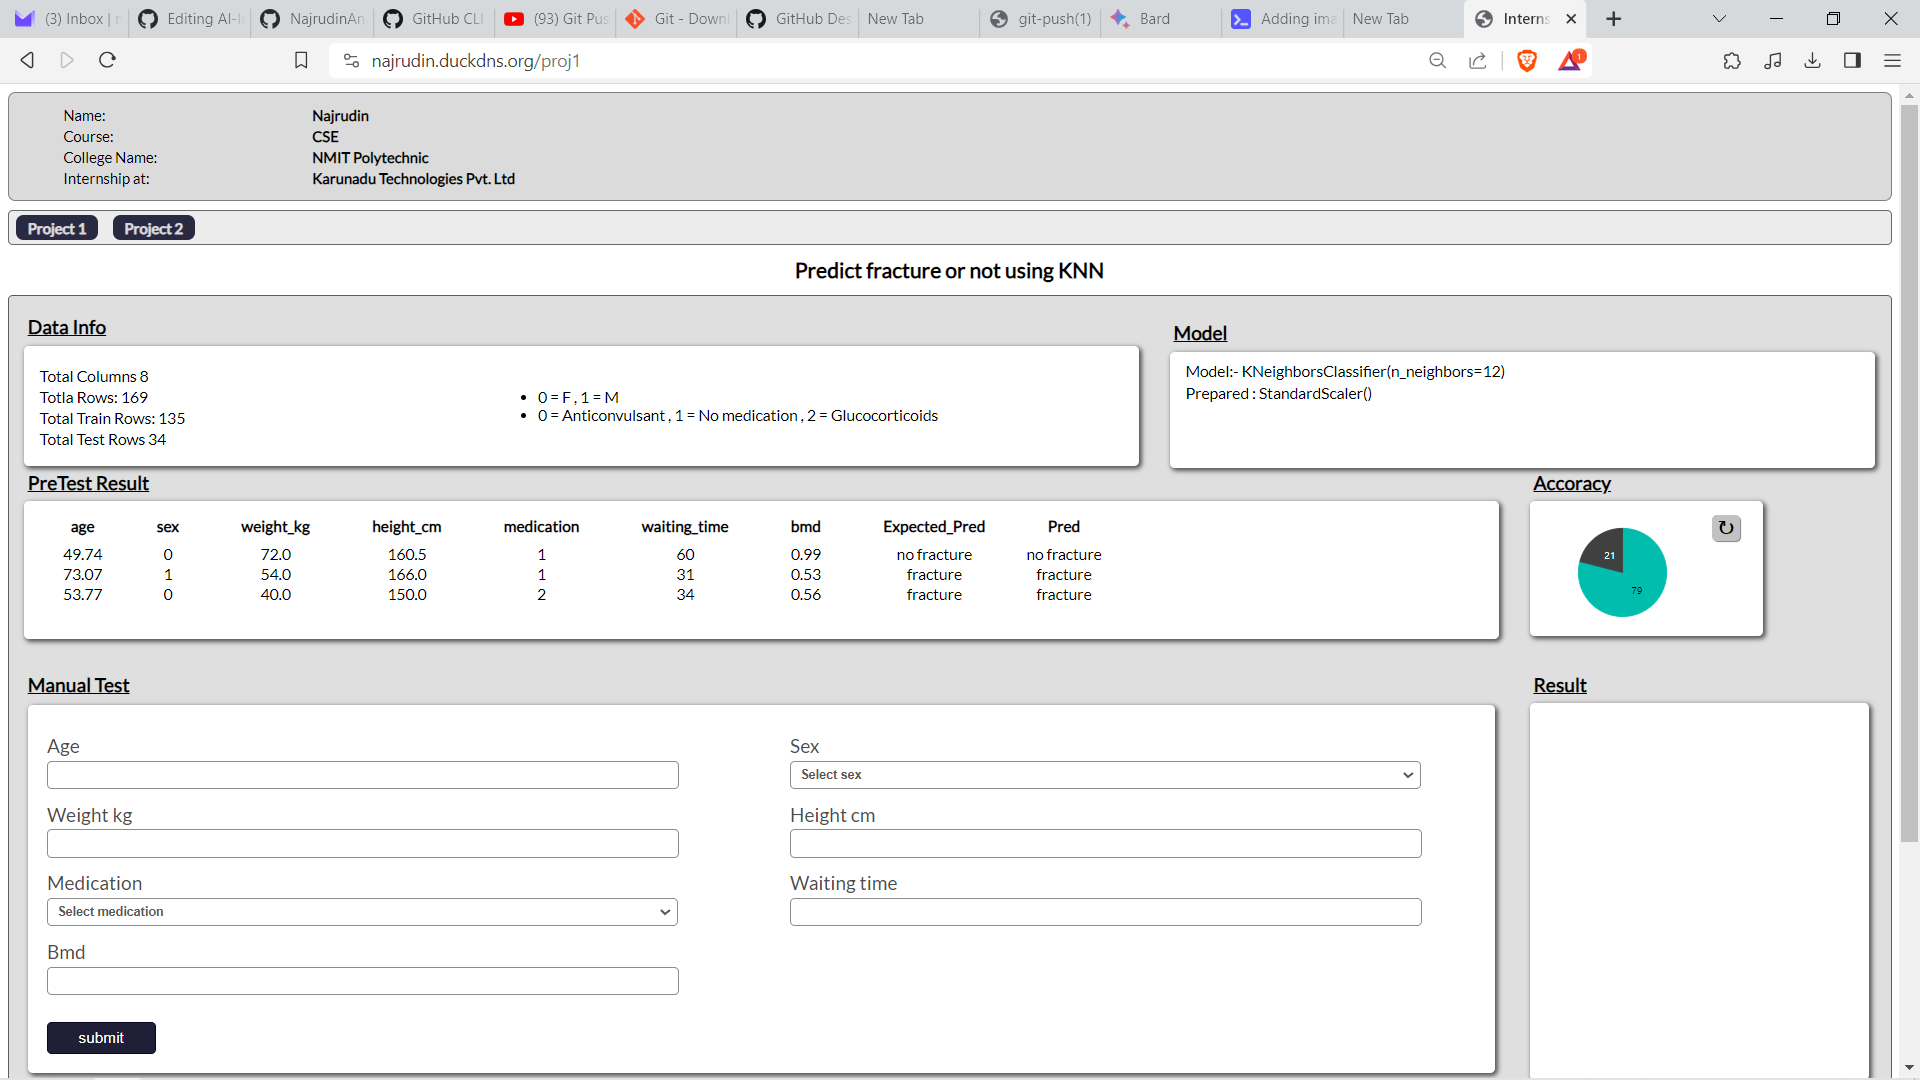 (3) Inbox | Editing AI-I NajrudinAn GitHub CLI (93) Git Pus Git - Downl GitHub Des New Tab git-push(1) Bard Adding ima New Tab Interns
najrudin.duckdns.org/proj1 1
Name: Najrudin
Course: CSE
College Name: NMIT Polytechnic
Internship at: Karunadu Technologies Pvt. Ltd
Project 1 Project 2
Predict fracture or not using KNN
Data Info
Total Columns 8
Totla Rows: 169
Total Train Rows: 135
Total Test Rows 34
• 0 = F , 1 = M
• 0 = Anticonvulsant , 1 = No medication , 2 = Glucocorticoids
Model
Model:- KNeighborsClassifier(n_neighbors=12)
Prepared : StandardScaler()
PreTest Result
age sex weight_kg height_cm medication waiting_time bmd Expected_Pred Pred
49.74 0 72.0 160.5 1 60 0.99 no fracture no fracture
73.07 1 54.0 166.0 1 31 0.53 fracture fracture
53.77 0 40.0 150.0 2 34 0.56 fracture fracture
Accoracy
↻
21
79
Manual Test
Age
Sex
Select sex
Weight kg
Height cm
Medication
Select medication
Waiting time
Bmd
submit
Result